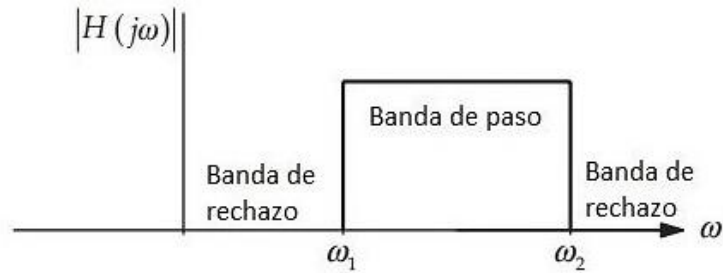 |H(jω)|
Banda de paso
Banda de
rechazo
Banda de
rechazo
ω
ω₁
ω₂